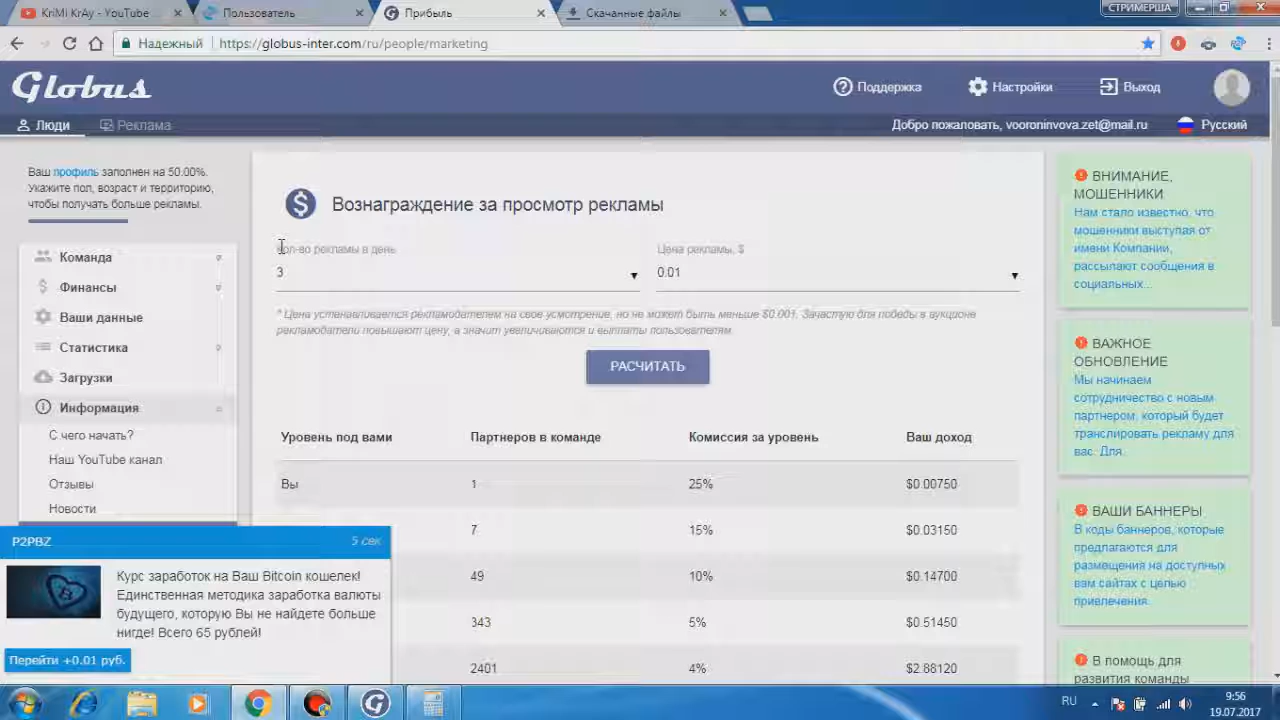 KriMi KrAy - YouTube
Пользователь
Прибыль
Скачанные файлы
СТРИМЕРША
Надежный
https://globus-inter.com/ru/people/marketing
Globus
Поддержка
Настройки
Выход
Люди
Реклама
Добро пожаловать, vooroninvova.zet@mail.ru
Русский
Ваш профиль заполнен на 50.00%.
Укажите пол, возраст и территорию,
чтобы получать больше рекламы.
Команда
Финансы
Ваши данные
Статистика
Загрузки
Информация
С чего начать?
Наш YouTube канал
Отзывы
Новости
Вознаграждение за просмотр рекламы
Кол-во рекламы в день
3
Цена рекламы, $
0.01
* Цена устанавливается рекламодателем на свое усмотрение, но не может быть меньше $0.001. Зачастую для победы в аукционе
рекламодатели повышают цену, а значит увеличиваются и выплаты пользователям.
РАСЧИТАТЬ
Уровень под вами Партнеров в команде Комиссия за уровень Ваш доход
Вы 1 25% $0.00750
7 15% $0.03150
49 10% $0.14700
343 5% $0.51450
2401 4% $2.88120
ВНИМАНИЕ,
МОШЕННИКИ
Нам стало известно, что
мошенники выступая от
имени Компании,
рассылают сообщения в
социальных...
ВАЖНОЕ
ОБНОВЛЕНИЕ
Мы начинаем
сотрудничество с новым
партнером, который будет
транслировать рекламу для
вас. Для.
ВАШИ БАННЕРЫ
В коды баннеров, которые
предлагаются для
размещения на доступных
вам сайтах с целью
привлечения.
В помощь для
развития команды
P2PBZ
5 сек
Курс заработок на Ваш Bitcoin кошелек!
Единственная методика заработка валюты
будущего, которую Вы не найдете больше
нигде! Всего 65 рублей!
Перейти +0.01 руб.
RU
9:56
19.07.2017